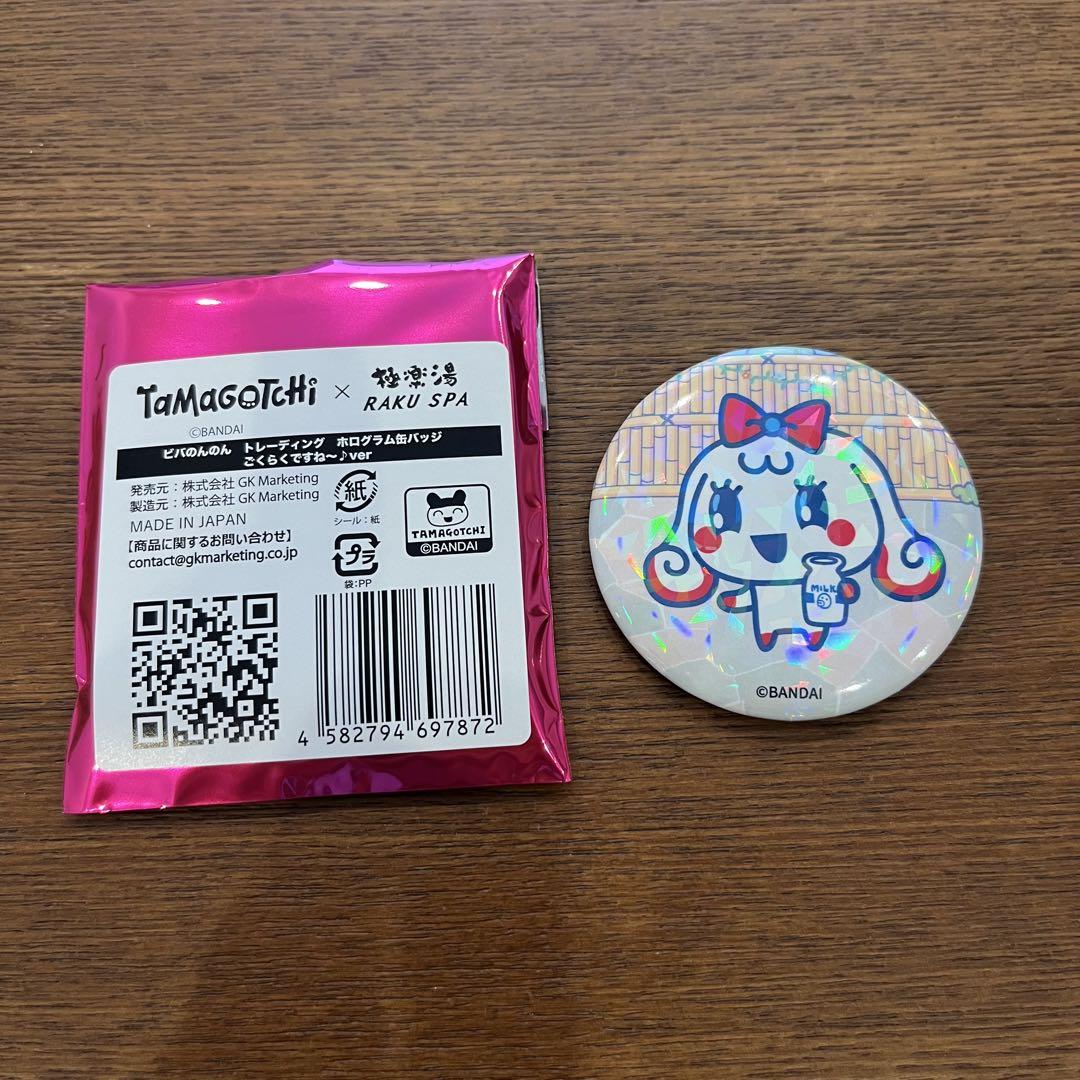 TAMAGOTCHI × 極楽湯 RAKU SPA
©BANDAI
ビバのんのん トレーディング ホログラム缶バッジ
ごくらくですね〜♪ver
発売元：株式会社 GK Marketing
製造元：株式会社 GK Marketing
MADE IN JAPAN
【商品に関するお問い合わせ】
contact@gkmarketing.co.jp
紙
シール：紙
プラ
袋：PP
TAMAGOTCHI
©BANDAI
4 582794 697872
MILK
©BANDAI